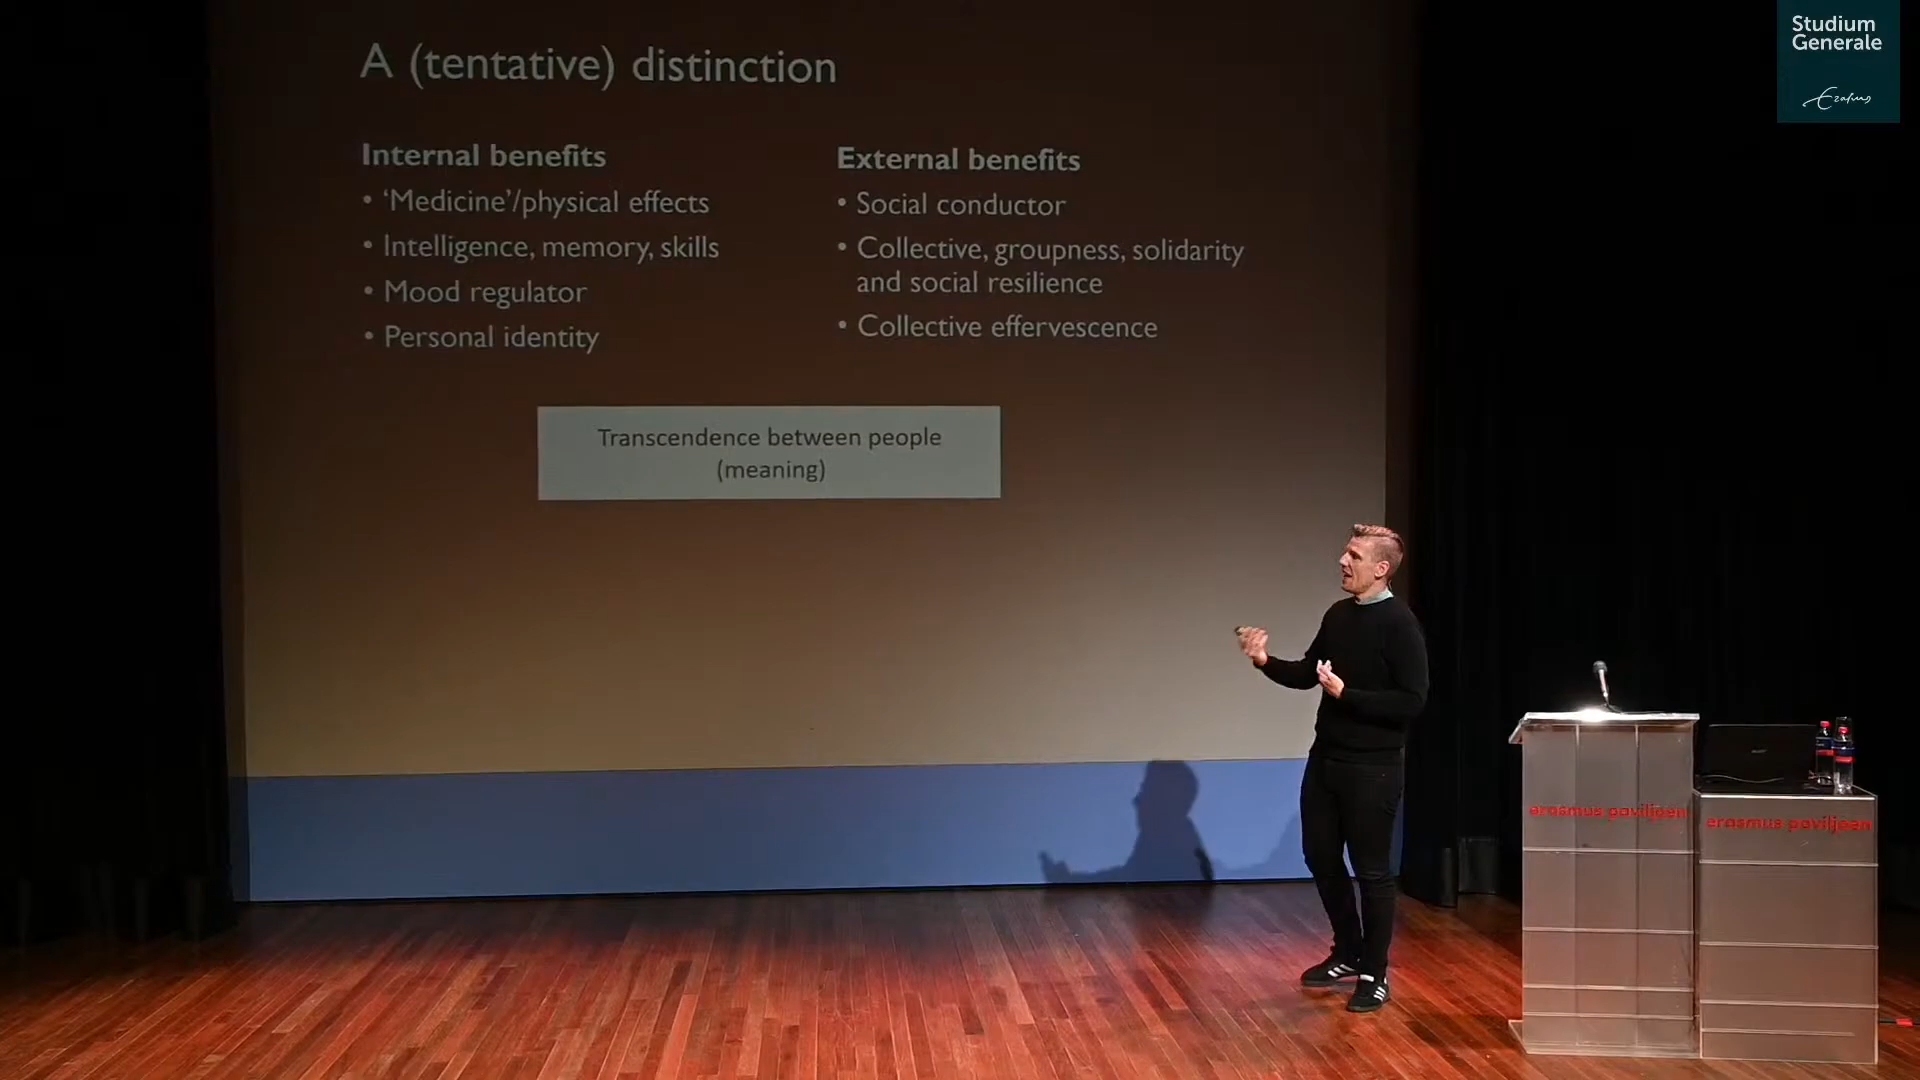 Studium
Generale
Erasmus
A (tentative) distinction
Internal benefits
• ‘Medicine’/physical effects
• Intelligence, memory, skills
• Mood regulator
• Personal identity
External benefits
• Social conductor
• Collective, groupness, solidarity
and social resilience
• Collective effervescence
Transcendence between people
(meaning)
erasmus paviljoen
erasmus paviljoen